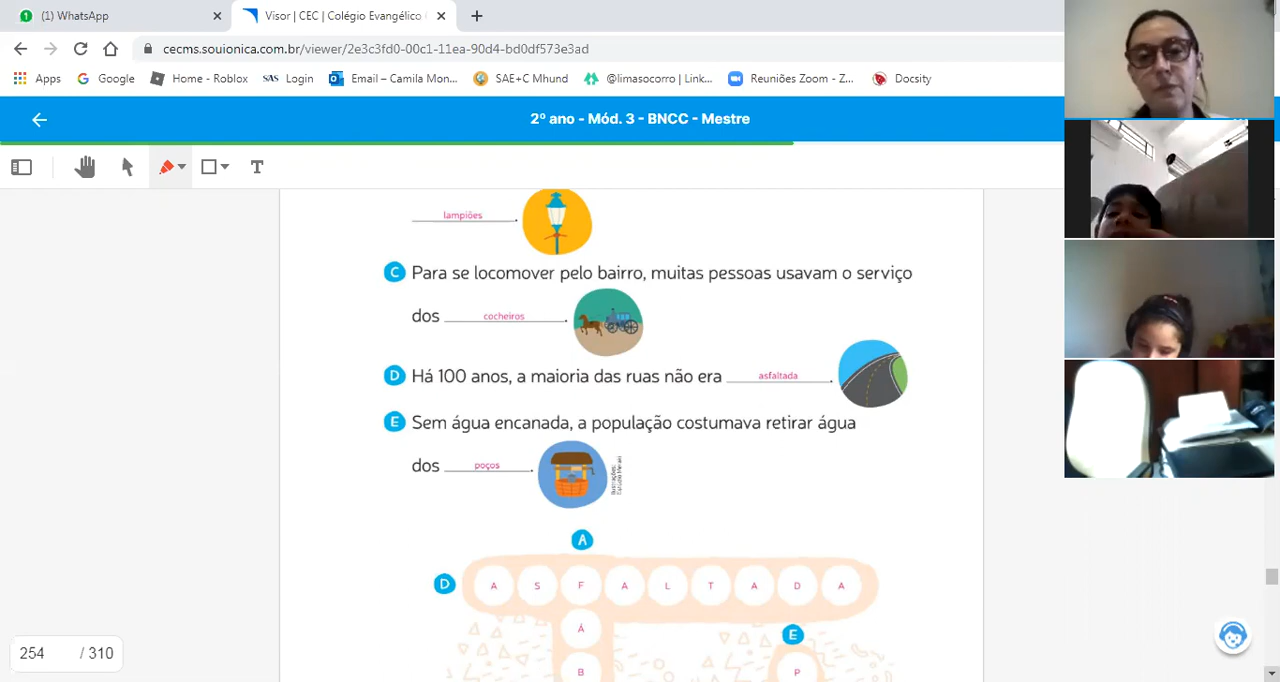 (1) WhatsApp
Visor | CEC | Colégio Evangélico
cecms.souionica.com.br/viewer/2e3c3fd0-00c1-11ea-90d4-bd0df573e3ad
Apps Google Home - Roblox SAS Login Email – Camila Mon... SAE+C Mhund @limasocorro | Link... Reuniões Zoom - Z... Docsity
2º ano - Mód. 3 - BNCC - Mestre
T
lampiões.
C Para se locomover pelo bairro, muitas pessoas usavam o serviço
dos cocheiros.
D Há 100 anos, a maioria das ruas não era asfaltada.
E Sem água encanada, a população costumava retirar água
dos poços.
Ilustrações:
A
D A S F A L T A D A
Á
E
B P
254 / 310